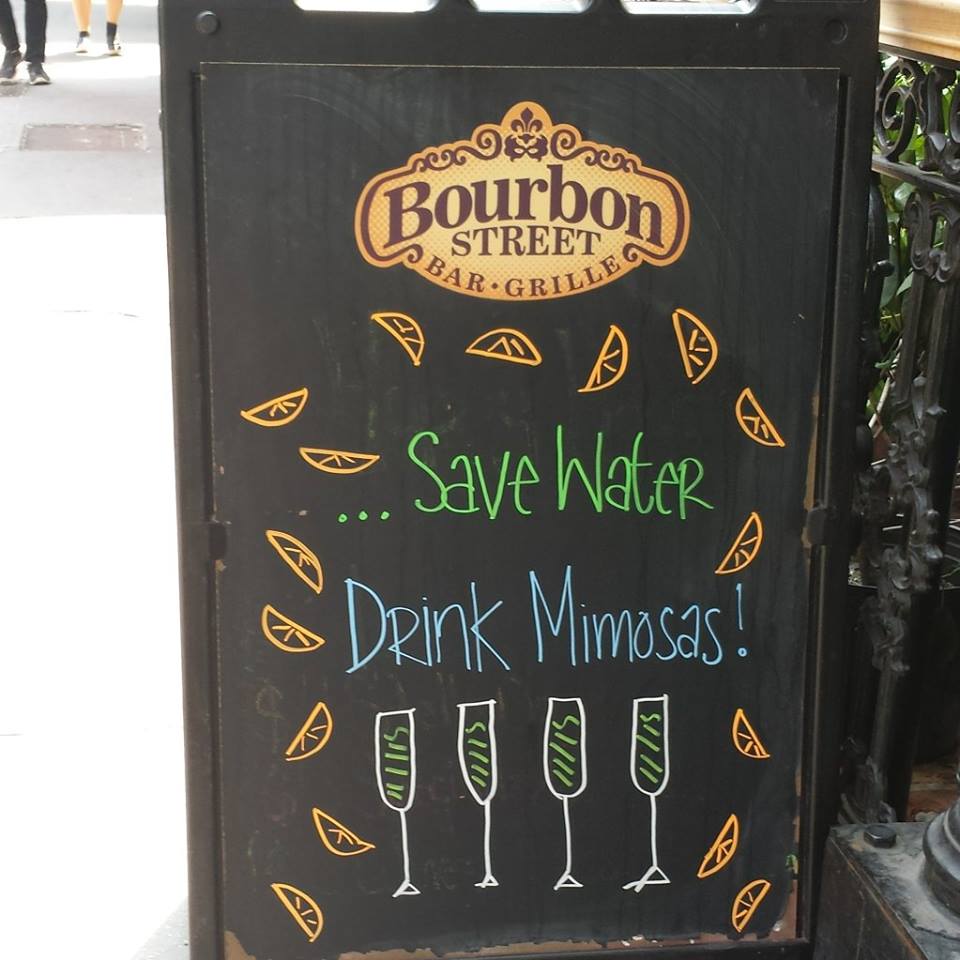 Bourbon
STREET
BAR · GRILLE
... Save Water
Drink Mimosas!